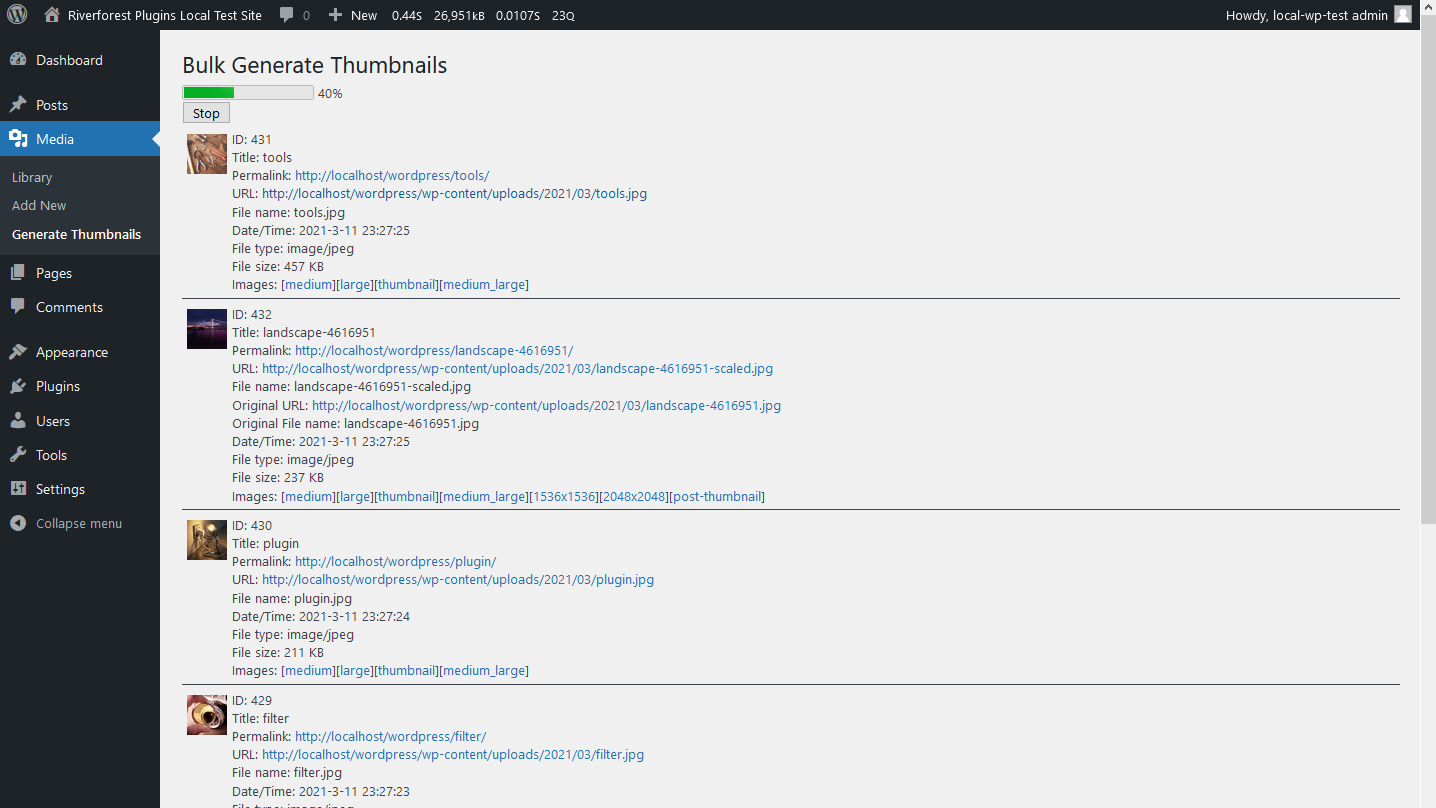 Riverforest Plugins Local Test Site 0 New 0.44S 26,951kB 0.0107S 23Q Howdy, local-wp-test admin
Dashboard
Posts
Media
Library
Add New
Generate Thumbnails
Pages
Comments
Appearance
Plugins
Users
Tools
Settings
Collapse menu
Bulk Generate Thumbnails
40%
Stop
ID: 431
Title: tools
Permalink: http://localhost/wordpress/tools/
URL: http://localhost/wordpress/wp-content/uploads/2021/03/tools.jpg
File name: tools.jpg
Date/Time: 2021-3-11 23:27:25
File type: image/jpeg
File size: 457 KB
Images: [medium][large][thumbnail][medium_large]
ID: 432
Title: landscape-4616951
Permalink: http://localhost/wordpress/landscape-4616951/
URL: http://localhost/wordpress/wp-content/uploads/2021/03/landscape-4616951-scaled.jpg
File name: landscape-4616951-scaled.jpg
Original URL: http://localhost/wordpress/wp-content/uploads/2021/03/landscape-4616951.jpg
Original File name: landscape-4616951.jpg
Date/Time: 2021-3-11 23:27:25
File type: image/jpeg
File size: 237 KB
Images: [medium][large][thumbnail][medium_large][1536x1536][2048x2048][post-thumbnail]
ID: 430
Title: plugin
Permalink: http://localhost/wordpress/plugin/
URL: http://localhost/wordpress/wp-content/uploads/2021/03/plugin.jpg
File name: plugin.jpg
Date/Time: 2021-3-11 23:27:24
File type: image/jpeg
File size: 211 KB
Images: [medium][large][thumbnail][medium_large]
ID: 429
Title: filter
Permalink: http://localhost/wordpress/filter/
URL: http://localhost/wordpress/wp-content/uploads/2021/03/filter.jpg
File name: filter.jpg
Date/Time: 2021-3-11 23:27:23
File type: image/jpeg